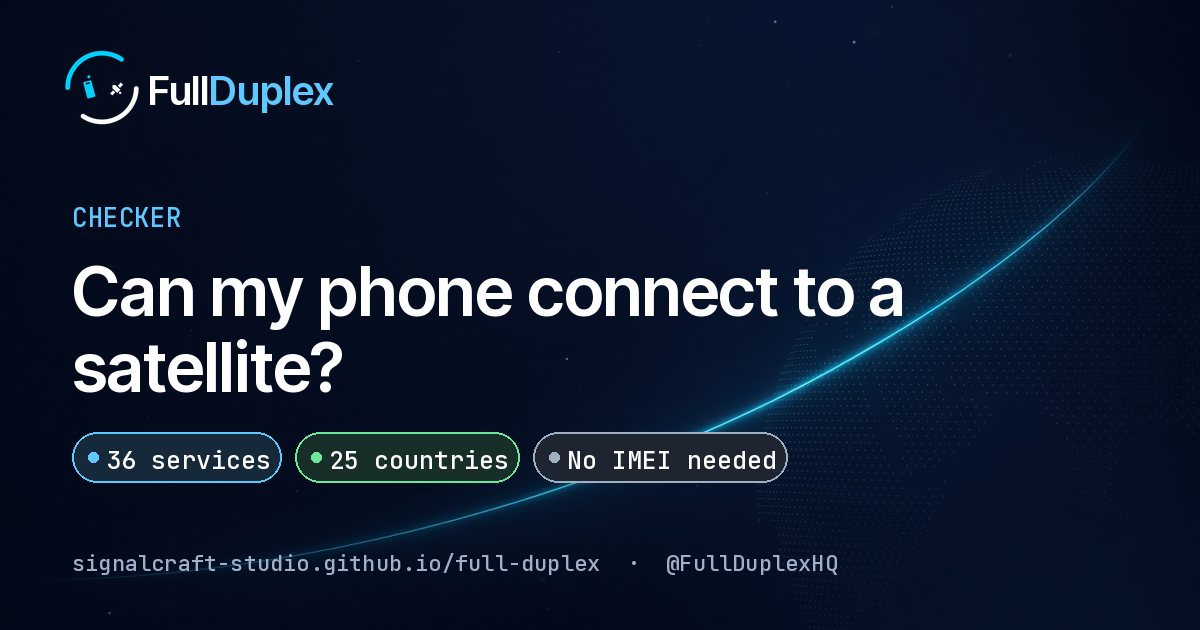 FullDuplex
CHECKER
Can my phone connect to a
satellite?
36 services
25 countries
No IMEI needed
signalcraft-studio.github.io/full-duplex · @FullDuplexHQ